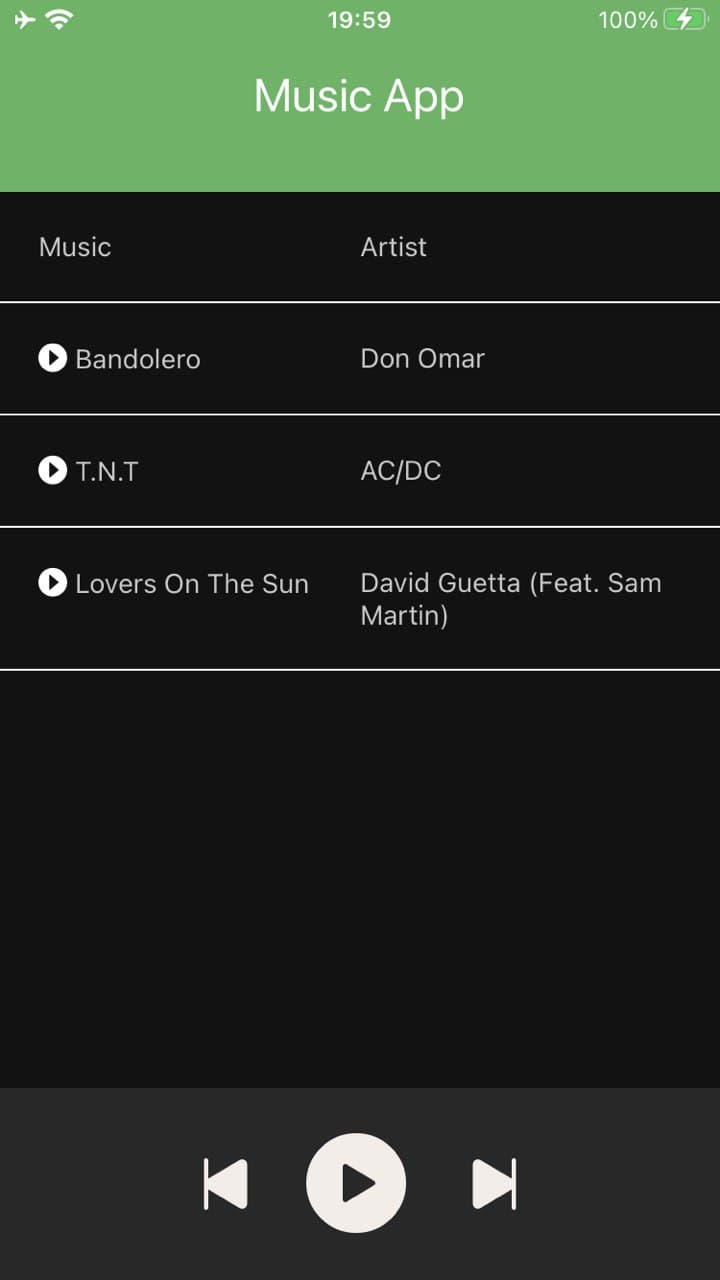 19:59
100%
Music App
Music Artist
Bandolero Don Omar
T.N.T AC/DC
Lovers On The Sun David Guetta (Feat. Sam
Martin)